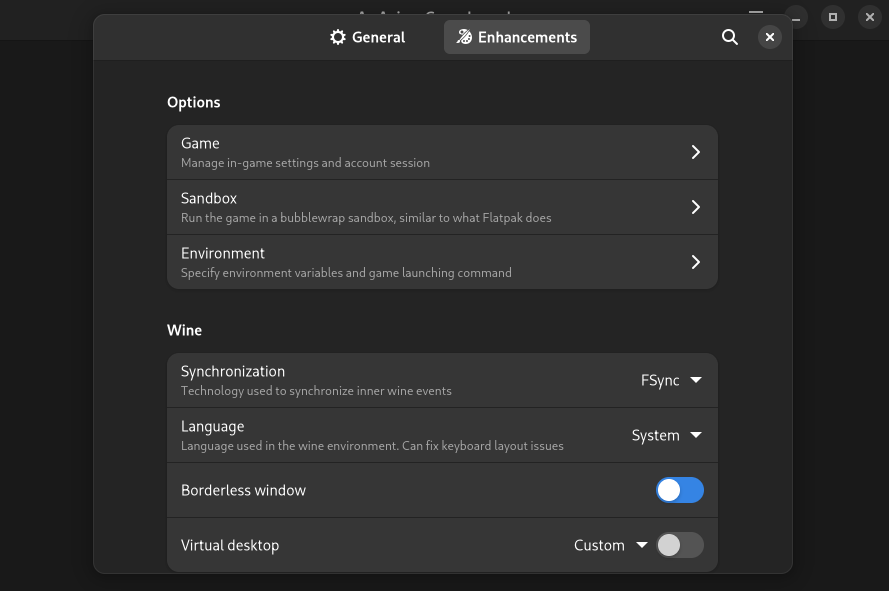 General
Enhancements
Options
Game
Manage in-game settings and account session
Sandbox
Run the game in a bubblewrap sandbox, similar to what Flatpak does
Environment
Specify environment variables and game launching command
Wine
Synchronization
Technology used to synchronize inner wine events
FSync
Language
Language used in the wine environment. Can fix keyboard layout issues
System
Borderless window
Virtual desktop
Custom